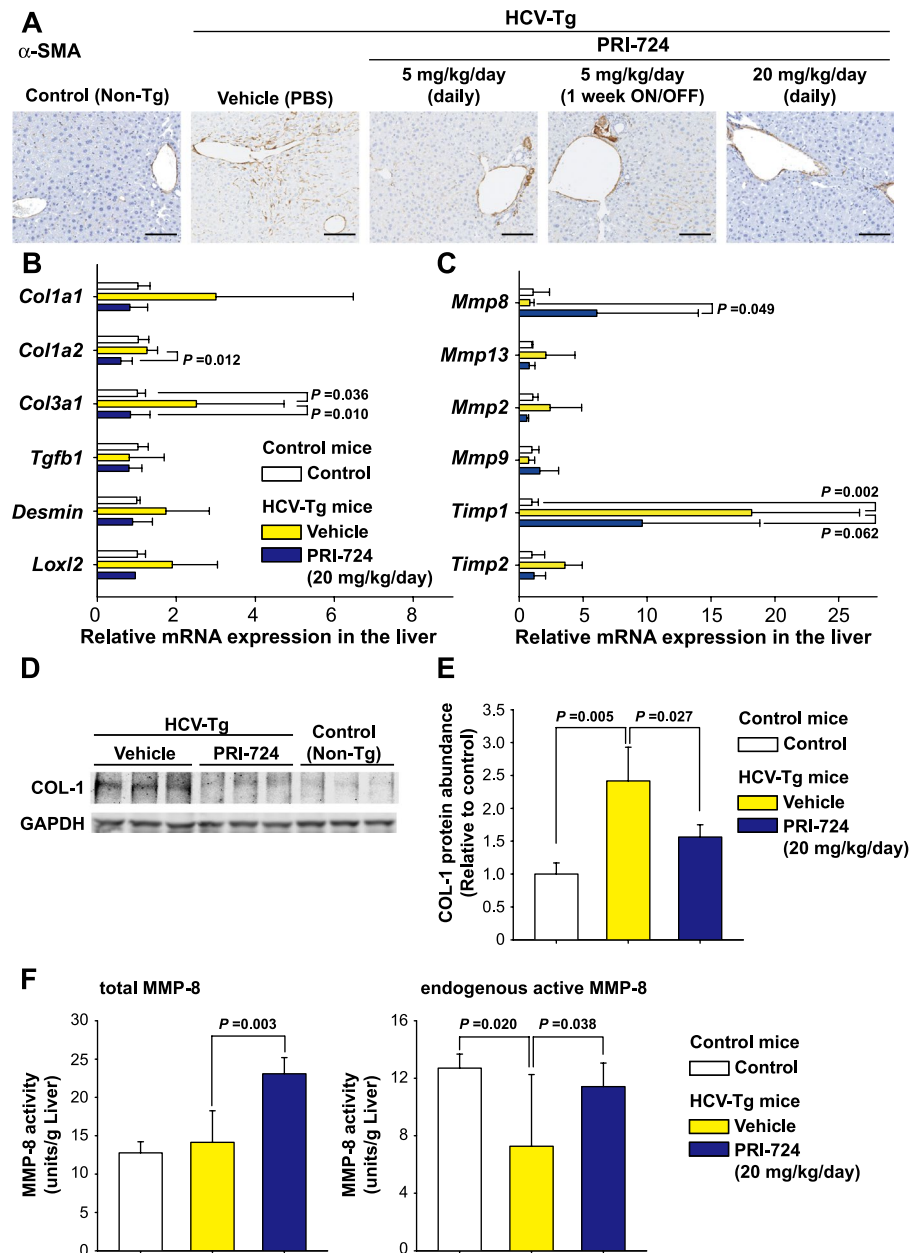 A
HCV-Tg
α-SMA
PRI-724
Control (Non-Tg)
Vehicle (PBS)
5 mg/kg/day
(daily)
5 mg/kg/day
(1 week ON/OFF)
20 mg/kg/day
(daily)
B
Col1a1
Col1a2
P =0.012
Col3a1
P =0.036
P =0.010
Tgfb1
Desmin
Loxl2
Control mice
Control
HCV-Tg mice
Vehicle
PRI-724
(20 mg/kg/day)
0 2 4 6 8
Relative mRNA expression in the liver
C
Mmp8
P =0.049
Mmp13
Mmp2
Mmp9
P =0.002
Timp1
P =0.062
Timp2
0 5 10 15 20 25
Relative mRNA expression in the liver
D
HCV-Tg
Control
(Non-Tg)
Vehicle
PRI-724
COL-1
GAPDH
E
COL-1 protein abundance
(Relative to control)
3.5
3.0
2.5
2.0
1.5
1.0
0.5
0
P =0.005
P =0.027
Control mice
Control
HCV-Tg mice
Vehicle
PRI-724
(20 mg/kg/day)
F
total MMP-8
MMP-8 activity
(units/g Liver)
30
25
20
15
10
5
0
P =0.003
endogenous active MMP-8
MMP-8 activity
(units/g Liver)
16
12
8
4
0
P =0.020
P =0.038
Control mice
Control
HCV-Tg mice
Vehicle
PRI-724
(20 mg/kg/day)